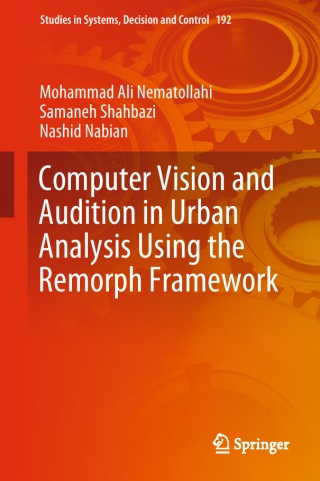 Studies in Systems, Decision and Control 192
Mohammad Ali Nematollahi
Samaneh Shahbazi
Nashid Nabian
Computer Vision and
Audition in Urban
Analysis Using the
Remorph Framework
Springer